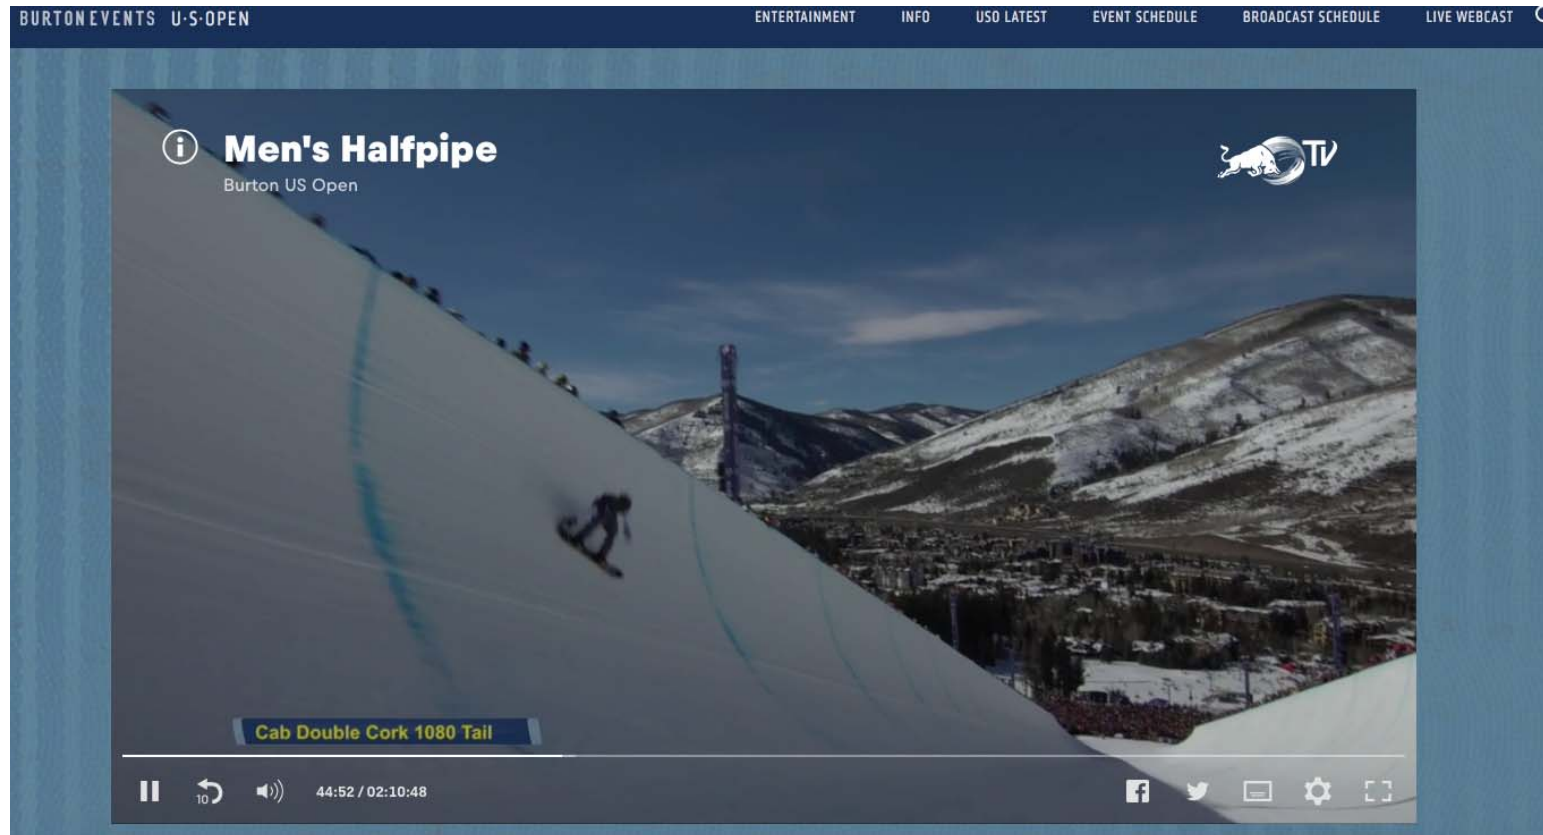 BURTON EVENTS U·S·OPEN ENTERTAINMENT INFO USO LATEST EVENT SCHEDULE BROADCAST SCHEDULE LIVE WEBCAST
i Men's Halfpipe
TV
Burton US Open
Cab Double Cork 1080 Tail
10 44:52 / 02:10:48